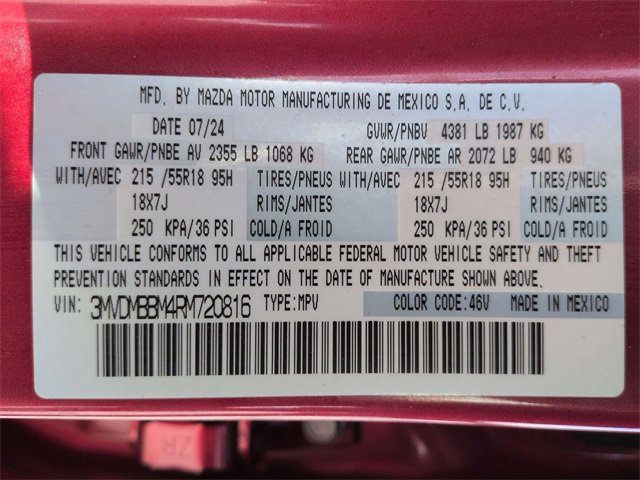 MFD. BY MAZDA MOTOR MANUFACTURING DE MEXICO S.A. DE C.V.
DATE 07/24 GVWR/PNBV 4381 LB 1987 KG
FRONT GAWR/PNBE AV 2355 LB 1068 KG REAR GAWR/PNBE AR 2072 LB 940 KG
WITH/AVEC 215 /55R18 95H TIRES/PNEUS WITH/AVEC 215 /55R18 95H TIRES/PNEUS
18X7J RIMS/JANTES 18X7J RIMS/JANTES
250 KPA/36 PSI COLD/A FROID 250 KPA/36 PSI COLD/A FROID
THIS VEHICLE CONFORMS TO ALL APPLICABLE FEDERAL MOTOR VEHICLE SAFETY AND THEFT
PREVENTION STANDARDS IN EFFECT ON THE DATE OF MANUFACTURE SHOWN ABOVE.
VIN: 3MVDMBBM4RM720816 TYPE:MPV COLOR CODE:46V MADE IN MEXICO
ZR